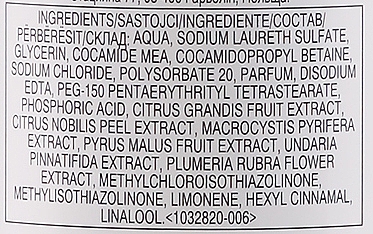 INGREDIENTS/SASTOJCI/INGREDIENTE/СЪСТАВ/
PËRBËRËSIT/СКЛАД: AQUA, SODIUM LAURETH SULFATE,
GLYCERIN, COCAMIDE MEA, COCAMIDOPROPYL BETAINE,
SODIUM CHLORIDE, POLYSORBATE 20, PARFUM, DISODIUM
EDTA, PEG-150 PENTAERYTHRITYL TETRASTEARATE,
PHOSPHORIC ACID, CITRUS GRANDIS FRUIT EXTRACT,
CITRUS NOBILIS PEEL EXTRACT, MACROCYSTIS PYRIFERA
EXTRACT, PYRUS MALUS FRUIT EXTRACT, UNDARIA
PINNATIFIDA EXTRACT, PLUMERIA RUBRA FLOWER
EXTRACT, METHYLCHLOROISOTHIAZOLINONE,
METHYLISOTHIAZOLINONE, LIMONENE, HEXYL CINNAMAL,
LINALOOL <1032820-006>